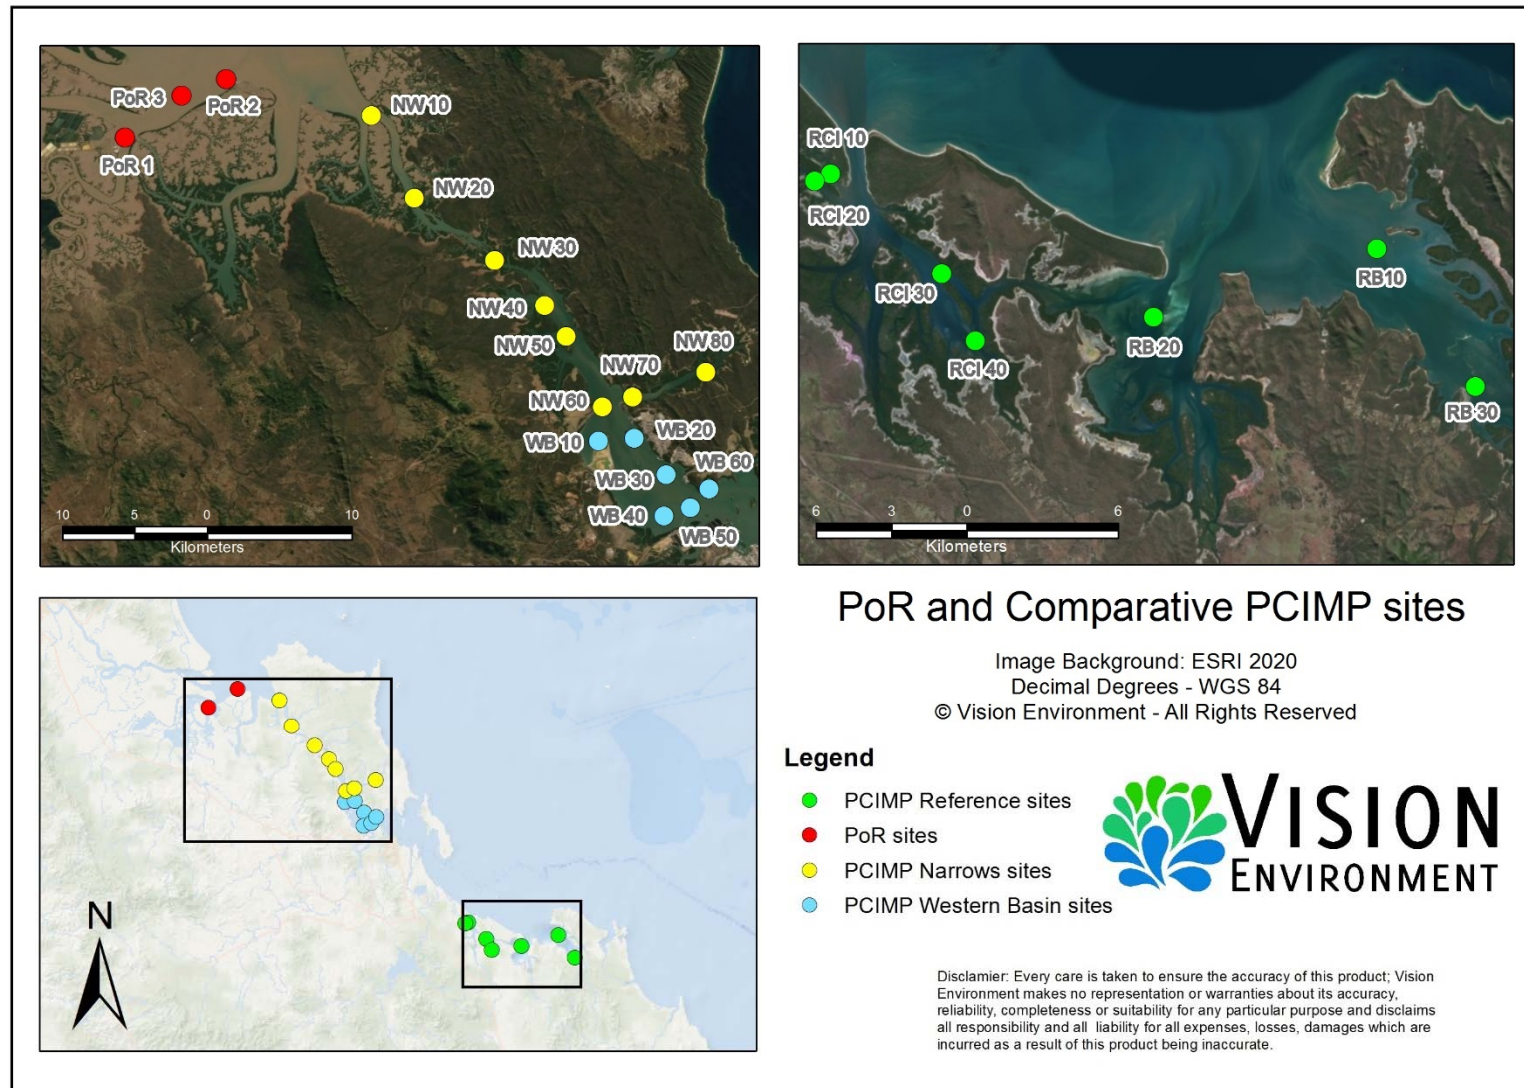 PoR 3
PoR 2
PoR 1
NW 10
NW 20
NW 30
NW 40
NW 50
NW 80
NW 70
NW 60
WB 10
WB 20
WB 30
WB 60
WB 40
WB 50
10 5 0 10
Kilometers
RCI 10
RCI 20
RCI 30
RCI 40
RB 20
RB10
RB 30
6 3 0 6
Kilometers
N
PoR and Comparative PCIMP sites
Image Background: ESRI 2020
Decimal Degrees - WGS 84
© Vision Environment - All Rights Reserved
Legend
PCIMP Reference sites
PoR sites
PCIMP Narrows sites
PCIMP Western Basin sites
VISION
ENVIRONMENT
Disclamier: Every care is taken to ensure the accuracy of this product; Vision
Environment makes no representation or warranties about its accuracy,
reliability, completeness or suitability for any particular purpose and disclaims
all responsibility and all liability for all expenses, losses, damages which are
incurred as a result of this product being inaccurate.